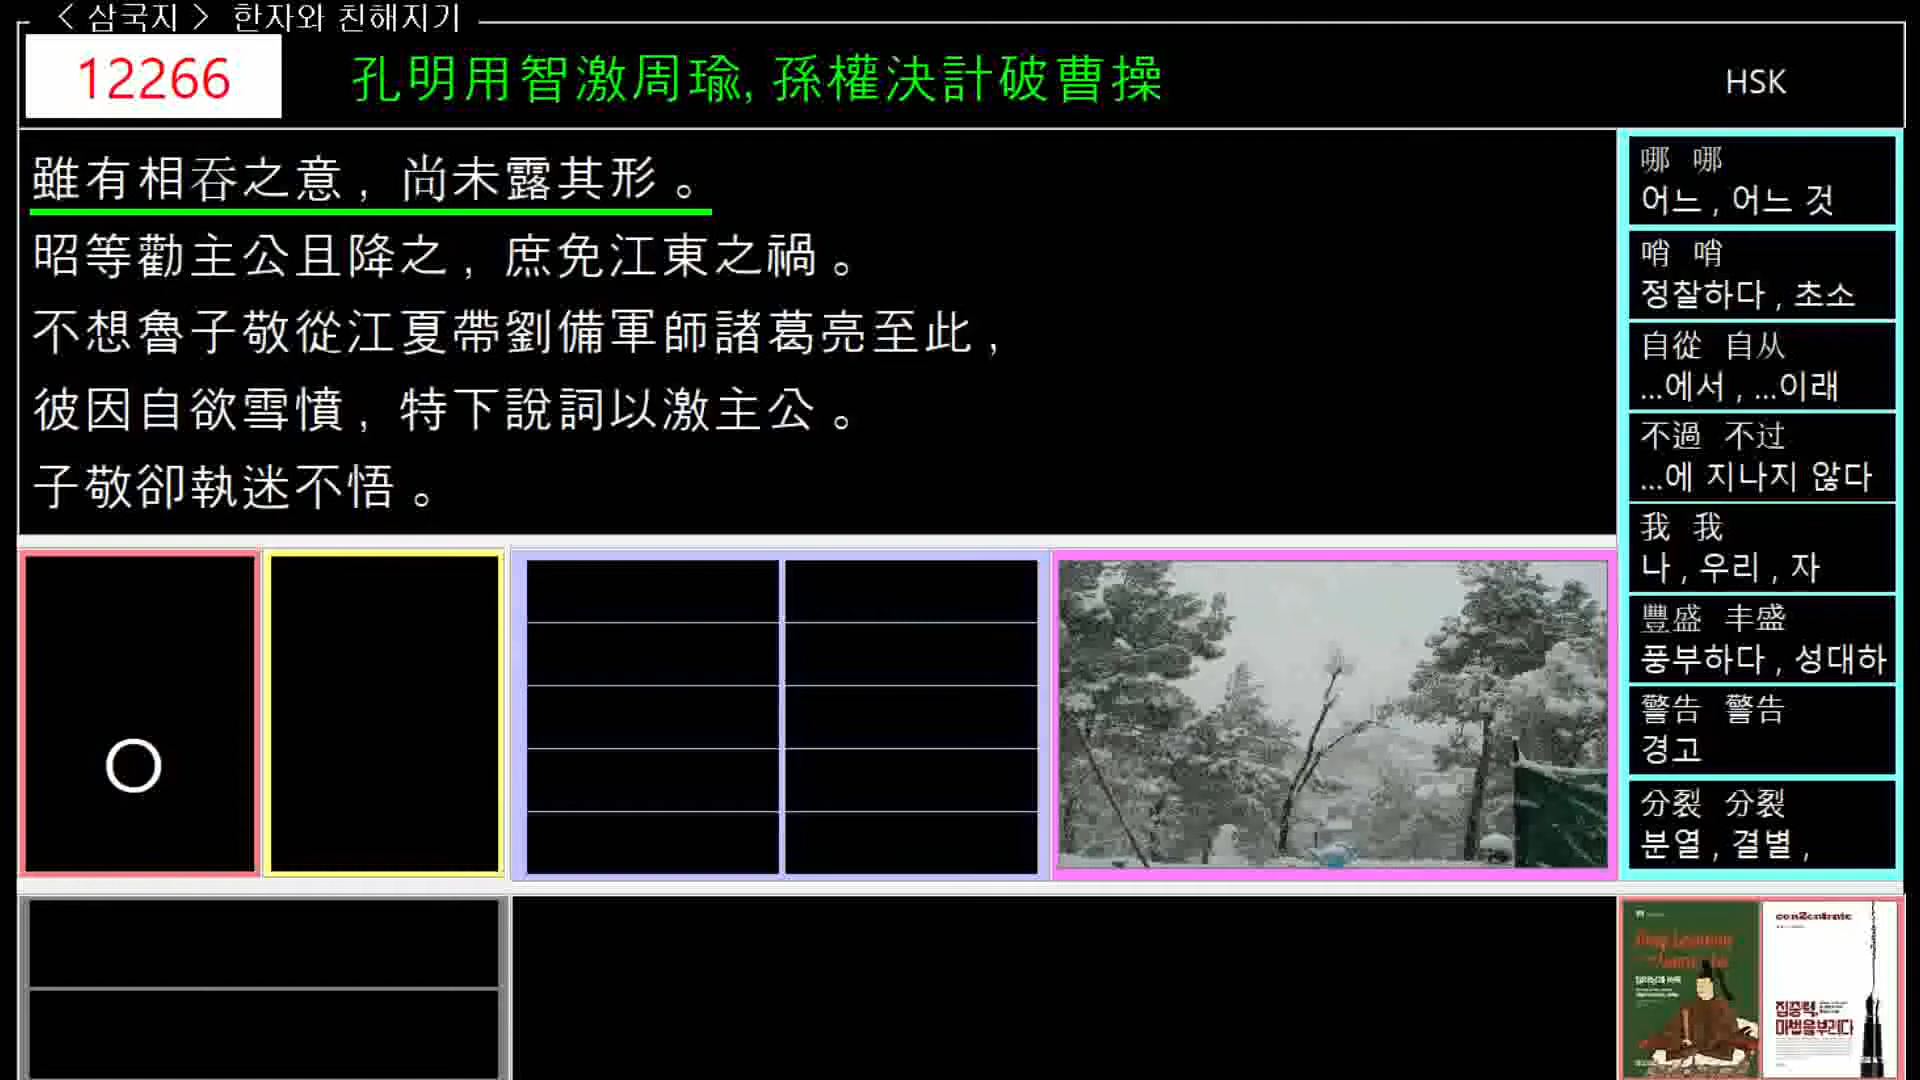 < 삼국지 > 한자와 친해지기
12266
孔明用智激周瑜, 孫權決計破曹操
HSK
雖有相吞之意, 尚未露其形。
昭等勸主公且降之, 庶免江東之禍。
不想魯子敬從江夏帶劉備軍師諸葛亮至此,
彼因自欲雪憤, 特下說詞以激主公。
子敬卻執迷不悟。
哪 哪
어느 , 어느 것
哨 哨
정찰하다 , 초소
自從 自从
...에서 , ...이래
不過 不过
...에 지나지 않다
我 我
나 , 우리 , 자
豐盛 丰盛
풍부하다 , 성대하
警告 警告
경고
分裂 分裂
분열 , 결별 ,
conZentrate
집중력,
마법을 부리다